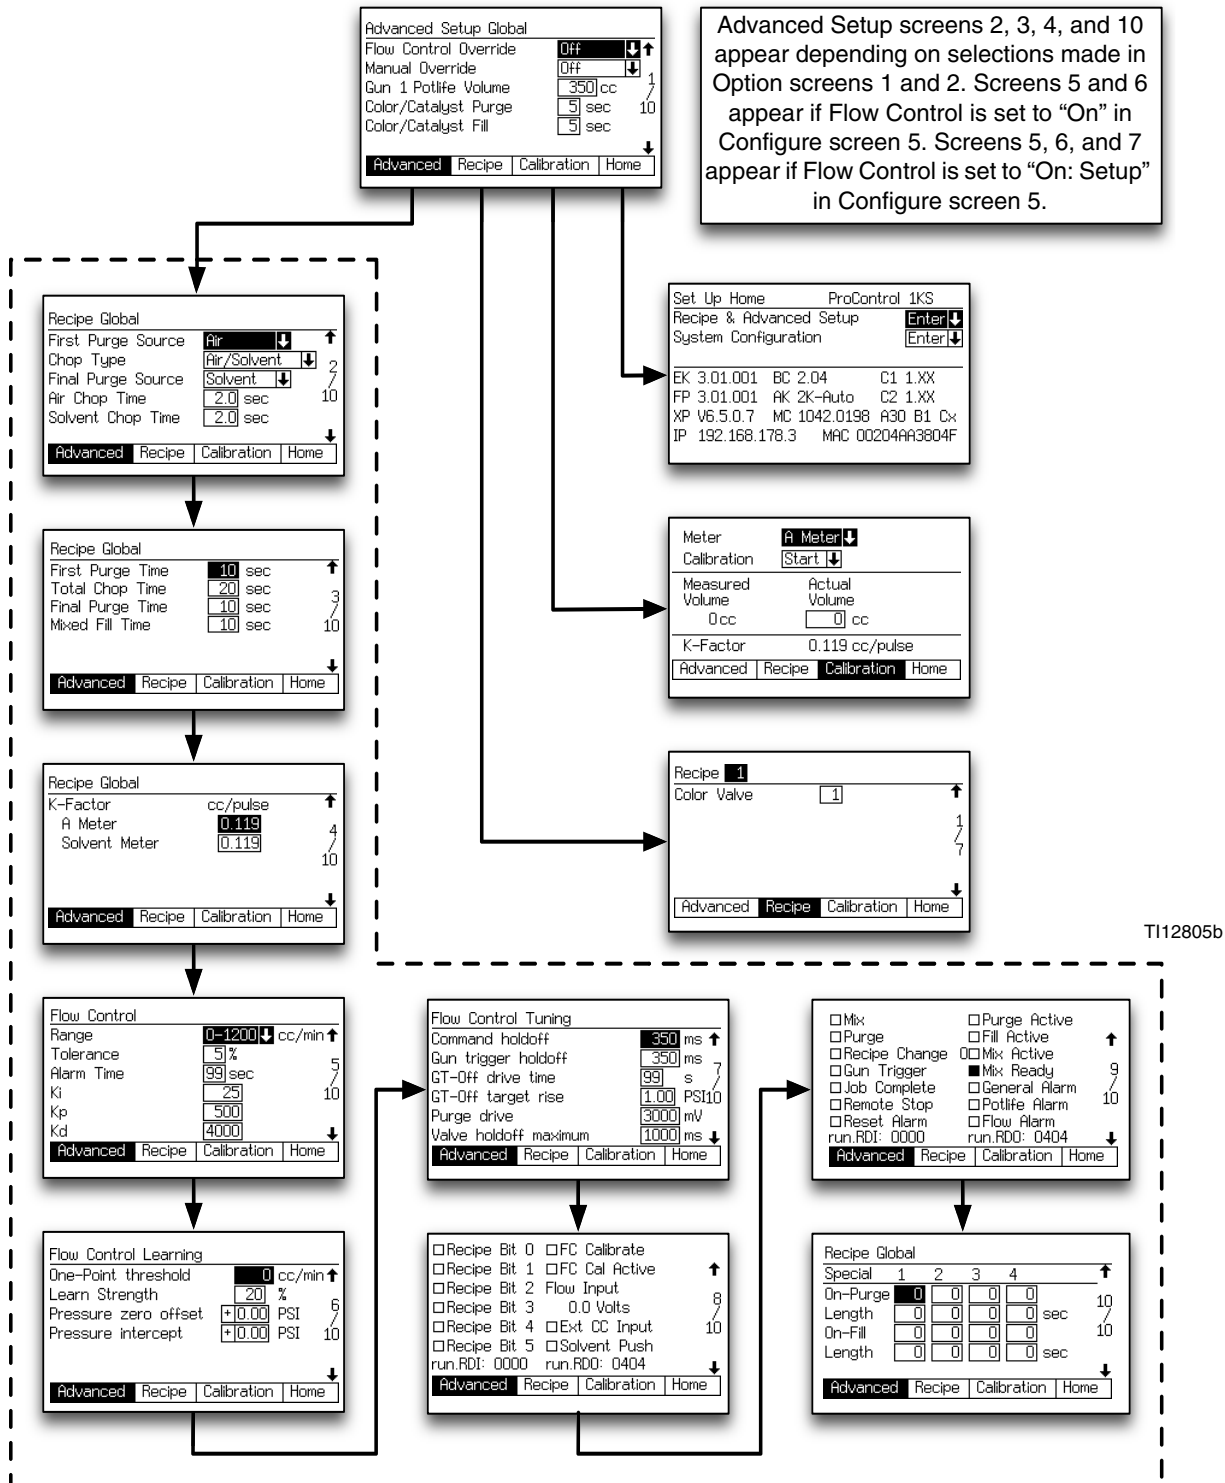 Advanced Setup Global
Flow Control Override Off
Manual Override Off
Gun 1 Potlife Volume 350 cc
Color/Catalyst Purge 5 sec
Color/Catalyst Fill 5 sec
1/10
Advanced Recipe Calibration Home
Advanced Setup screens 2, 3, 4, and 10
appear depending on selections made in
Option screens 1 and 2. Screens 5 and 6
appear if Flow Control is set to “On” in
Configure screen 5. Screens 5, 6, and 7
appear if Flow Control is set to “On: Setup”
in Configure screen 5.
Recipe Global
First Purge Source Air
Chop Type Air/Solvent
Final Purge Source Solvent
Air Chop Time 2.0 sec
Solvent Chop Time 2.0 sec
2/10
Advanced Recipe Calibration Home
Set Up Home ProControl 1KS
Recipe & Advanced Setup Enter
System Configuration Enter
EK 3.01.001 BC 2.04 C1 1.XX
FP 3.01.001 AK 2K-Auto C2 1.XX
XP V6.5.0.7 MC 1042.0198 A30 B1 Cx
IP 192.168.178.3 MAC 00204AA3804F
Recipe Global
First Purge Time 10 sec
Total Chop Time 20 sec
Final Purge Time 10 sec
Mixed Fill Time 10 sec
3/10
Advanced Recipe Calibration Home
Meter A Meter
Calibration Start
Measured Actual
Volume Volume
0 cc 0 cc
K-Factor 0.119 cc/pulse
Advanced Recipe Calibration Home
Recipe Global
K-Factor cc/pulse
A Meter 0.119
Solvent Meter 0.119
4/10
Advanced Recipe Calibration Home
Recipe 1
Color Valve 1
1/7
Advanced Recipe Calibration Home
TI12805b
Flow Control
Range 0-1200 cc/min
Tolerance 5 %
Alarm Time 99 sec
Ki 25
Kp 500
Kd 4000
5/10
Advanced Recipe Calibration Home
Flow Control Tuning
Command holdoff 350 ms
Gun trigger holdoff 350 ms
GT-Off drive time 99 s
GT-Off target rise 1.00 PSI
Purge drive 3000 mV
Valve holdoff maximum 1000 ms
7/10
Advanced Recipe Calibration Home
Mix Purge Active
Purge Fill Active
Recipe Change 0 Mix Active
Gun Trigger Mix Ready
Job Complete General Alarm
Remote Stop Potlife Alarm
Reset Alarm Flow Alarm
run.RDI: 0000 run.RDO: 0404
9/10
Advanced Recipe Calibration Home
Flow Control Learning
One-Point threshold 0 cc/min
Learn Strength 20 %
Pressure zero offset + 0.00 PSI
Pressure intercept + 0.00 PSI
6/10
Advanced Recipe Calibration Home
Recipe Bit 0 FC Calibrate
Recipe Bit 1 FC Cal Active
Recipe Bit 2 Flow Input
Recipe Bit 3 0.0 Volts
Recipe Bit 4 Ext CC Input
Recipe Bit 5 Solvent Push
run.RDI: 0000 run.RDO: 0404
8/10
Advanced Recipe Calibration Home
Recipe Global
Special 1 2 3 4
On-Purge 0 0 0 0
Length 0 0 0 0 sec
On-Fill 0 0 0 0
Length 0 0 0 0 sec
10/10
Advanced Recipe Calibration Home